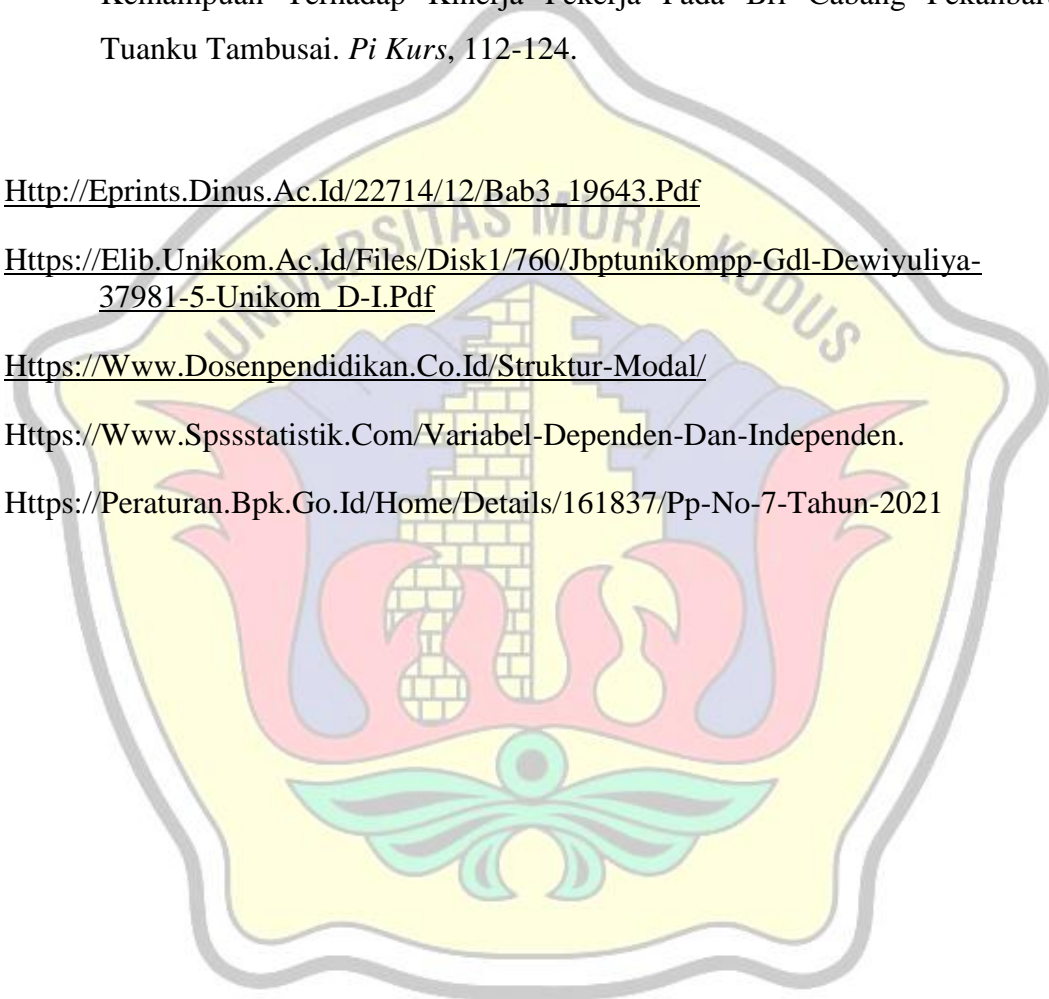 Kemampuan Terhadap Kinerja Pekerja Pada Bri Cabang Pekanbaru
Tuanku Tambusai. Pi Kurs, 112-124.
Http://Eprints.Dinus.Ac.Id/22714/12/Bab3_19643.Pdf
UNIVERSITAS MURIA KUDUS
Https://Elib.Unikom.Ac.Id/Files/Disk1/760/Jbptunikompp-Gdl-Dewiyuliya-
37981-5-Unikom_D-I.Pdf
Https://Www.Dosenpendidikan.Co.Id/Struktur-Modal/
Https://Www.Spssstatistik.Com/Variabel-Dependen-Dan-Independen.
Https://Peraturan.Bpk.Go.Id/Home/Details/161837/Pp-No-7-Tahun-2021